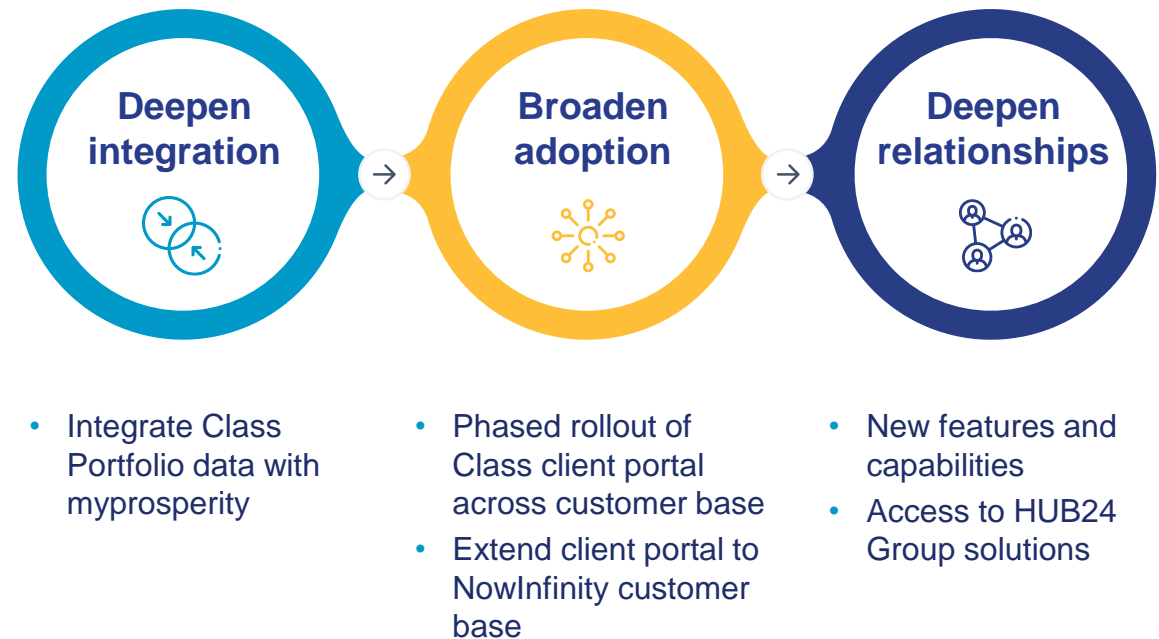 Deepen
integration
Broaden
adoption
Deepen
relationships
• Integrate Class
Portfolio data with
myprosperity
• Phased rollout of
Class client portal
across customer base
• Extend client portal to
NowInfinity customer
base
• New features and
capabilities
• Access to HUB24
Group solutions